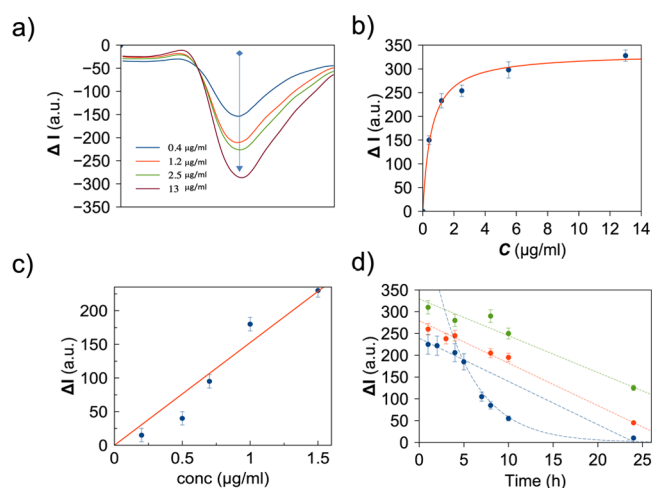 a)
0
−50
−100
−150
−200
−250
−300
−350
Δ I (a.u.)
0.4 µg/ml
1.2 µg/ml
2.5 µg/ml
13 µg/ml
b)
350
300
250
200
150
100
50
0
Δ I (a.u.)
0 2 4 6 8 10 12 14
C (µg/ml)
c)
200
150
100
50
0
ΔI (a.u.)
0 0.5 1 1.5
conc (µg/ml)
d)
350
300
250
200
150
100
50
0
ΔI (a.u.)
0 5 10 15 20 25
Time (h)